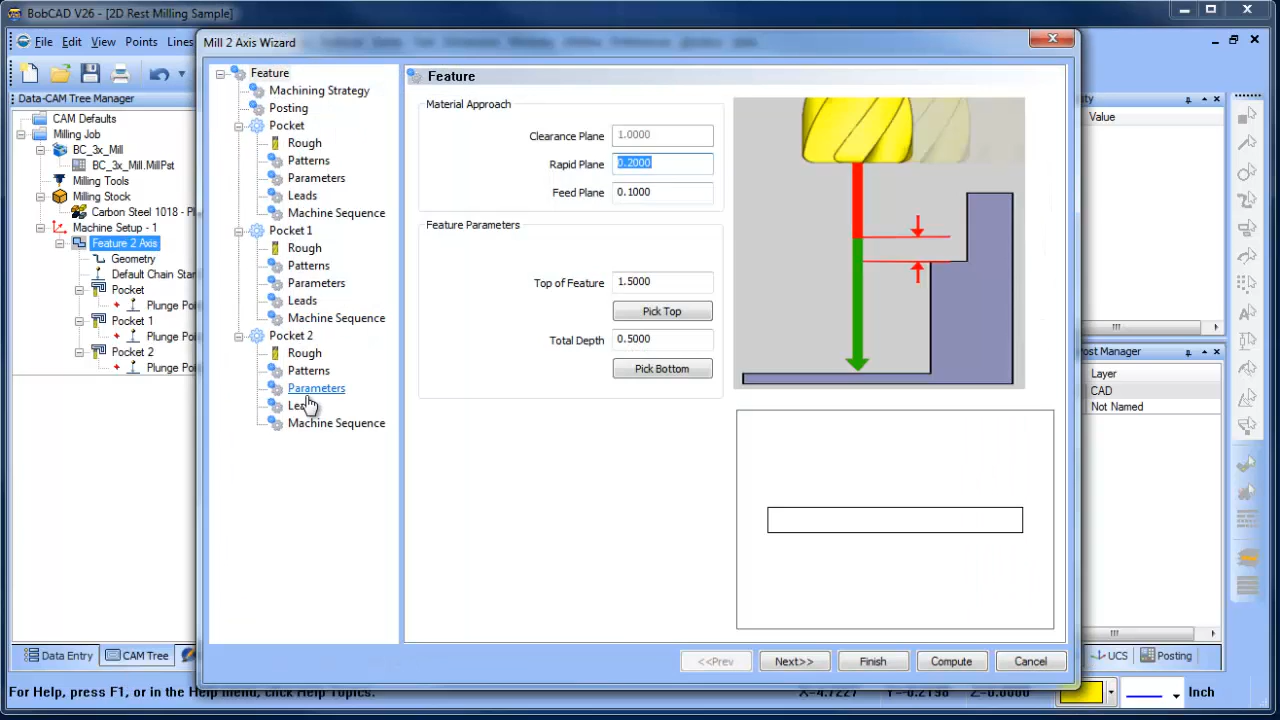 BobCAD V26 - [2D Rest Milling Sample]
File Edit View Points Lines
Data-CAM Tree Manager
CAM Defaults
Milling Job
BC_3x_Mill
BC_3x_Mill.MillPst
Milling Tools
Milling Stock
Carbon Steel 1018 - Pl
Machine Setup - 1
Feature 2 Axis
Geometry
Default Chain Star
Pocket
Plunge Po
Pocket 1
Plunge Po
Pocket 2
Plunge Po
Data Entry
CAM Tree
Mill 2 Axis Wizard
Feature
Machining Strategy
Posting
Pocket
Rough
Patterns
Parameters
Leads
Machine Sequence
Pocket 1
Rough
Patterns
Parameters
Leads
Machine Sequence
Pocket 2
Rough
Patterns
Parameters
Le
Machine Sequence
Feature
Material Approach
Clearance Plane 1.0000
Rapid Plane 0.2000
Feed Plane 0.1000
Feature Parameters
Top of Feature 1.5000
Pick Top
Total Depth 0.5000
Pick Bottom
<<Prev Next>> Finish Compute Cancel
ty
Value
ost Manager
Layer
CAD
Not Named
UCS Posting
For Help, press F1, or in the Help menu, click Help Topics.
X=4.7227 Y=6.2198 Z=0.0000
Inch